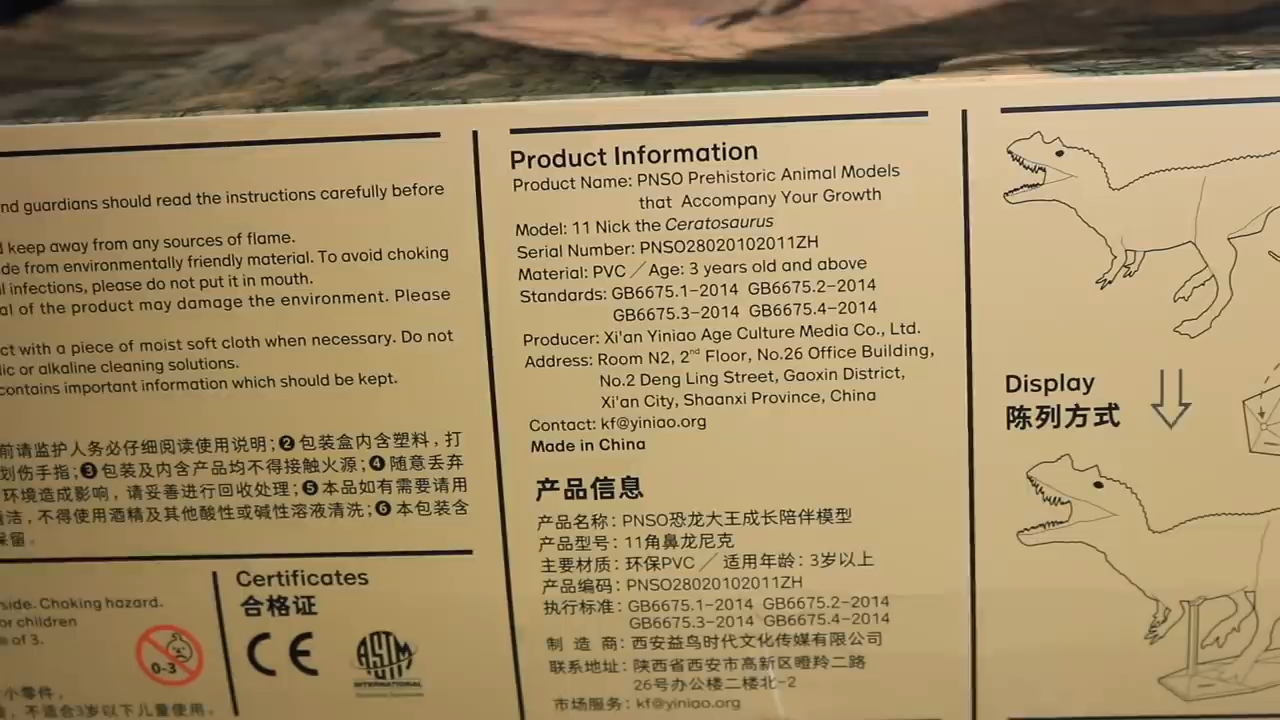 nd guardians should read the instructions carefully before
keep away from any sources of flame.
de from environmentally friendly material. To avoid choking
infections, please do not put it in mouth.
al of the product may damage the environment. Please
ct with a piece of moist soft cloth when necessary. Do not
lic or alkaline cleaning solutions.
contains important information which should be kept.
前请监护人务必仔细阅读使用说明;❷包装盒内含塑料,打
划伤手指;❸包装及内含产品均不得接触火源;❹随意丢弃
环境造成影响,请妥善进行回收处理;❺本品如有需要请用
清洁,不得使用酒精及其他酸性或碱性溶液清洗;❻本包装含
保留。
side. Choking hazard.
or children
of 3.
0-3
小零件,
不适合3岁以下儿童使用。
Certificates
合格证
CE
ASTM
INTERNATIONAL
Product Information
Product Name: PNSO Prehistoric Animal Models
that Accompany Your Growth
Model: 11 Nick the Ceratosaurus
Serial Number: PNSO28020102011ZH
Material: PVC / Age: 3 years old and above
Standards: GB6675.1-2014 GB6675.2-2014
GB6675.3-2014 GB6675.4-2014
Producer: Xi'an Yiniao Age Culture Media Co., Ltd.
Address: Room N2, 2nd Floor, No.26 Office Building,
No.2 Deng Ling Street, Gaoxin District,
Xi'an City, Shaanxi Province, China
Contact: kf@yiniao.org
Made in China
产品信息
产品名称:PNSO恐龙大王成长陪伴模型
产品型号:11角鼻龙尼克
主要材质:环保PVC / 适用年龄:3岁以上
产品编码:PNSO28020102011ZH
执行标准:GB6675.1-2014 GB6675.2-2014
GB6675.3-2014 GB6675.4-2014
制 造 商:西安益鸟时代文化传媒有限公司
联系地址:陕西省西安市高新区瞪羚二路
26号办公楼二楼北-2
市场服务:kf@yiniao.org
Display
陈列方式